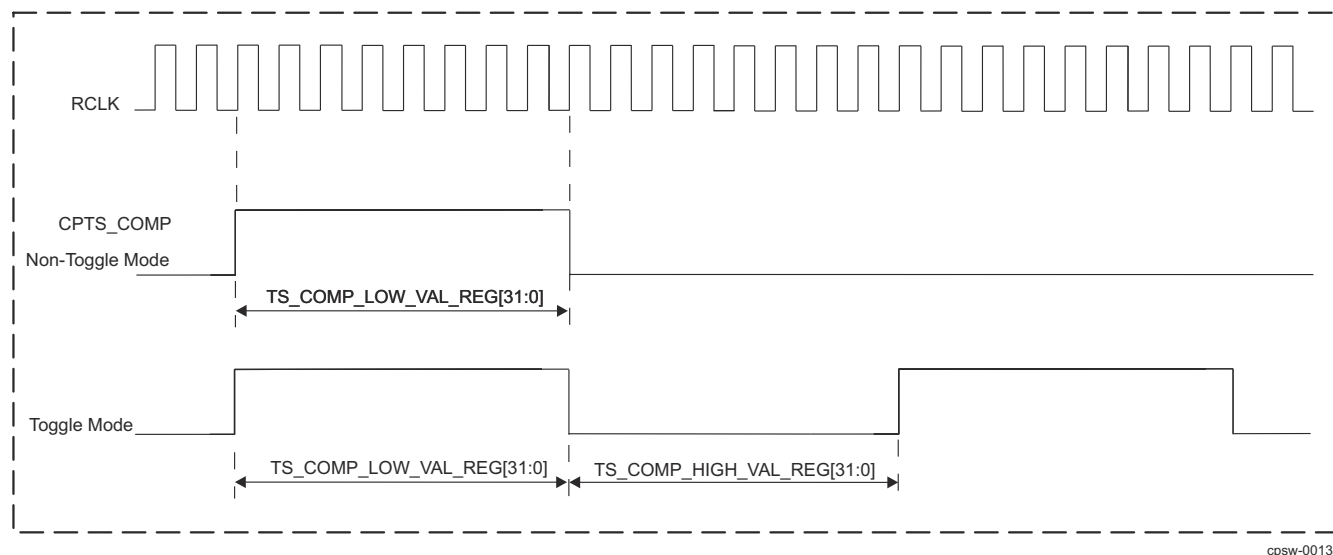 RCLK
CPTS_COMP
Non-Toggle Mode
TS_COMP_LOW_VAL_REG[31:0]
Toggle Mode
TS_COMP_LOW_VAL_REG[31:0]
TS_COMP_HIGH_VAL_REG[31:0]
cpsw-0013